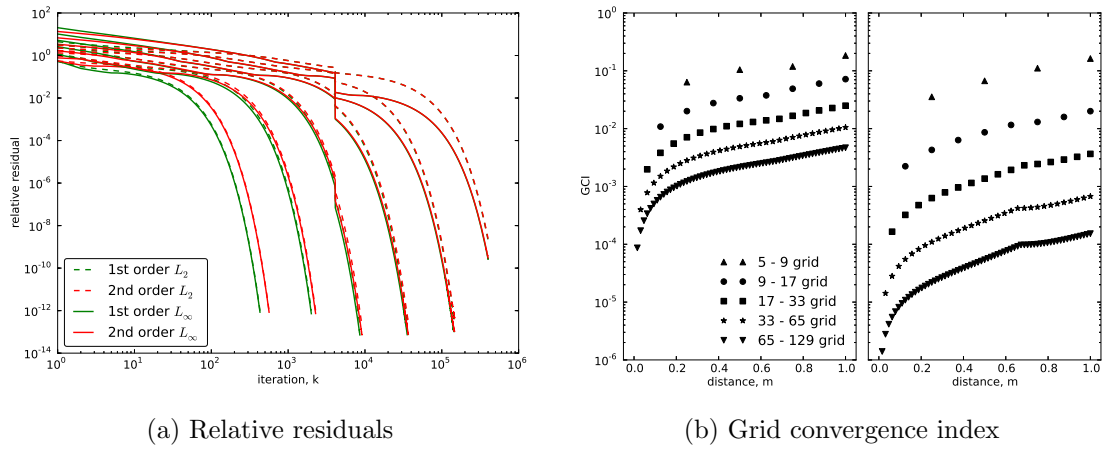 10^2
10^0
10^-2
10^-4
10^-6
10^-8
10^-10
10^-12
10^-14
relative residual
1st order L_2
2nd order L_2
1st order L_∞
2nd order L_∞
10^0 10^1 10^2 10^3 10^4 10^5 10^6
iteration, k
(a) Relative residuals
10^0
10^-1
10^-2
10^-3
10^-4
10^-5
10^-6
GCI
5 - 9 grid
9 - 17 grid
17 - 33 grid
33 - 65 grid
65 - 129 grid
0.0 0.2 0.4 0.6 0.8 1.0
distance, m
0.0 0.2 0.4 0.6 0.8 1.0
distance, m
(b) Grid convergence index